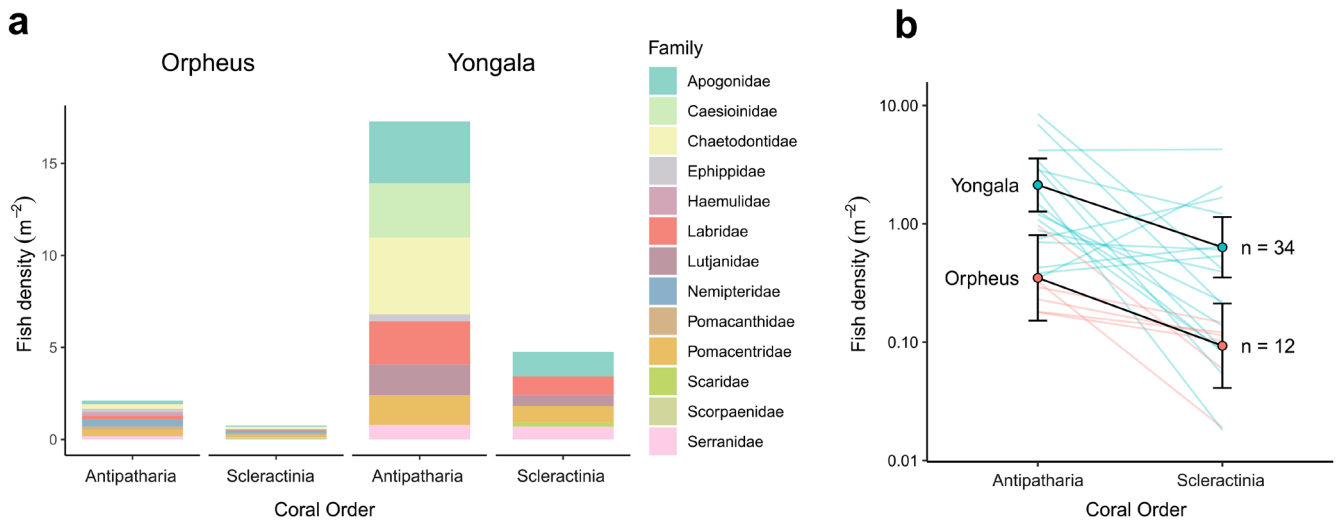 a
Orpheus
Yongala
Fish density (m⁻²)
15
10
5
0
Antipatharia
Scleractinia
Antipatharia
Scleractinia
Coral Order
Family
Apogonidae
Caesioinidae
Chaetodontidae
Ephippidae
Haemulidae
Labridae
Lutjanidae
Nemipteridae
Pomacanthidae
Pomacentridae
Scaridae
Scorpaenidae
Serranidae
b
Fish density (m⁻²)
10.00
1.00
0.10
0.01
Yongala
Orpheus
n = 34
n = 12
Antipatharia
Scleractinia
Coral Order